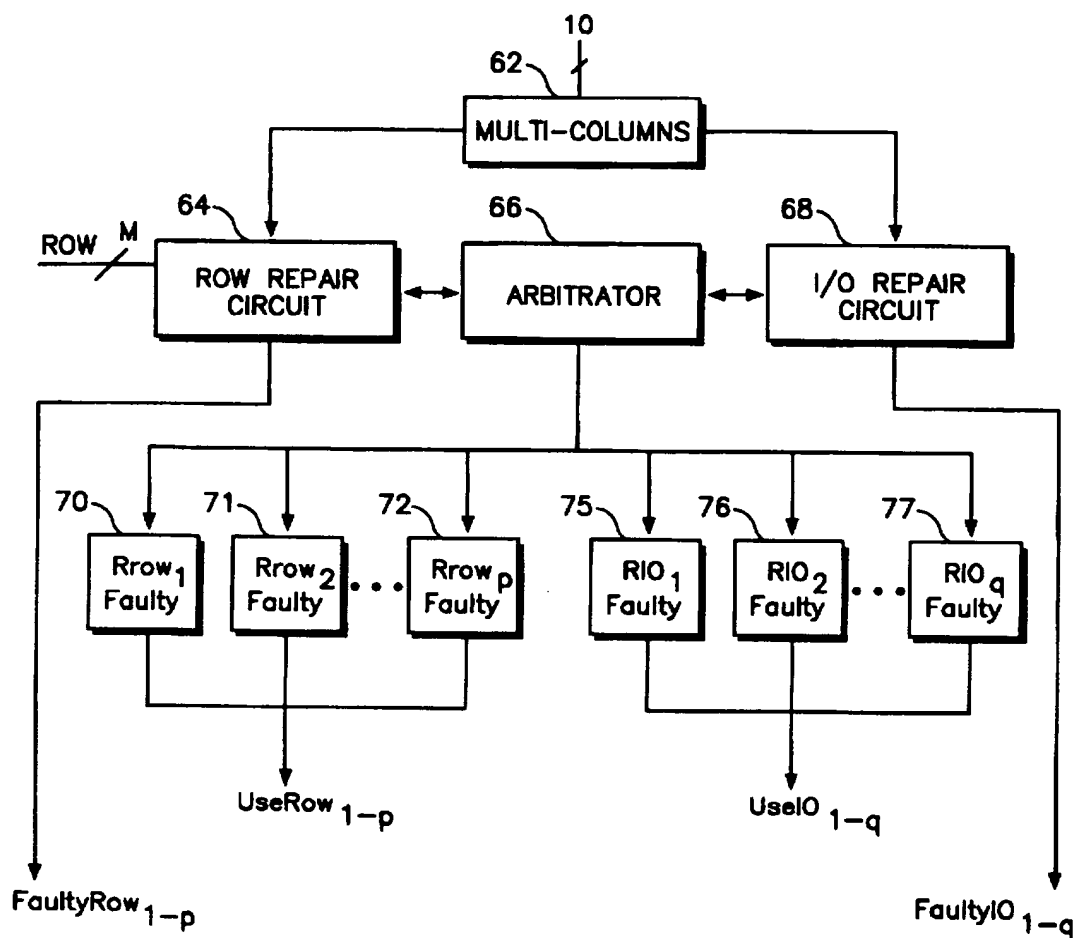 10
62
MULTI-COLUMNS
64
66
68
ROW
M
ROW REPAIR
CIRCUIT
ARBITRATOR
I/O REPAIR
CIRCUIT
70
71
72
75
76
77
Rrow1
Faulty
Rrow2
Faulty
•••
Rrowp
Faulty
RIO1
Faulty
RIO2
Faulty
•••
RIOq
Faulty
UseRow1-p
UseIO1-q
FaultyRow1-p
FaultyIO1-q